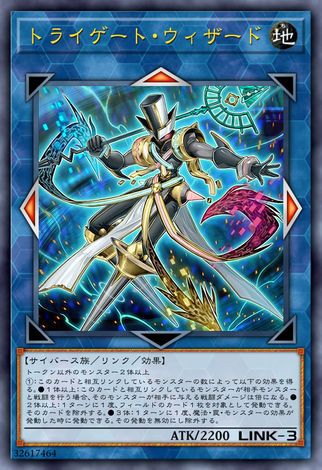 トライゲート・ウィザード
地
【サイバース族/リンク/効果】
トークン以外のモンスター2体以上
①:このカードと相互リンクしているモンスターの数によって以下の効果を得
る。●1体以上:このカードと相互リンクしているモンスターが相手モンスター
と戦闘を行う場合、そのモンスターが相手に与える戦闘ダメージは倍になる。●
2体以上:1ターンに1度、フィールドのカード1枚を対象として発動できる。
そのカードを除外する。●3体:1ターンに1度、魔法・罠・モンスターの効果が
発動した時に発動できる。その発動を無効にし除外する。
ATK/2200 LINK-3
32617464